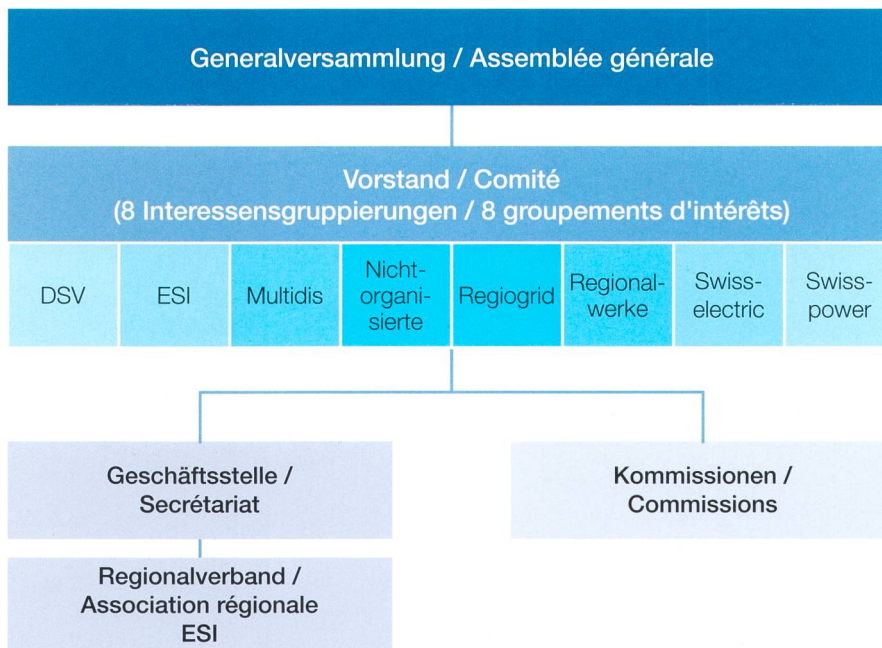 Generalversammlung / Assemblée générale
Vorstand / Comité
(8 Interessensgruppierungen / 8 groupements d'intérêts)
DSV
ESI
Multidis
Nicht-
organi-
sierte
Regiogrid
Regional-
werke
Swiss-
electric
Swiss-
power
Geschäftsstelle /
Secrétariat
Kommissionen /
Commissions
Regionalverband /
Association régionale
ESI